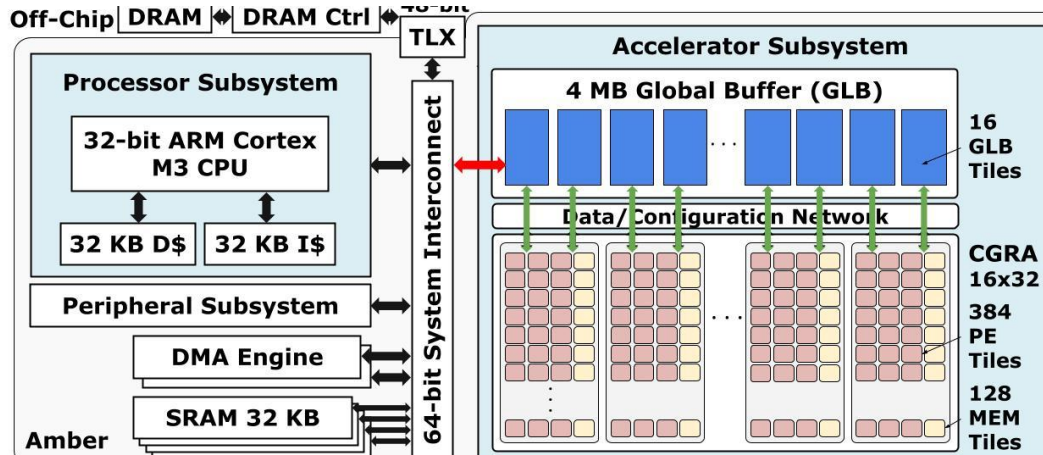 Off-Chip
DRAM
DRAM Ctrl
48-bit
TLX
Processor Subsystem
32-bit ARM Cortex
M3 CPU
32 KB D$
32 KB I$
Peripheral Subsystem
DMA Engine
SRAM 32 KB
Amber
64-bit System Interconnect
Accelerator Subsystem
4 MB Global Buffer (GLB)
. . .
16
GLB
Tiles
Data/Configuration Network
. . .
CGRA
16x32
384
PE
Tiles
128
MEM
Tiles